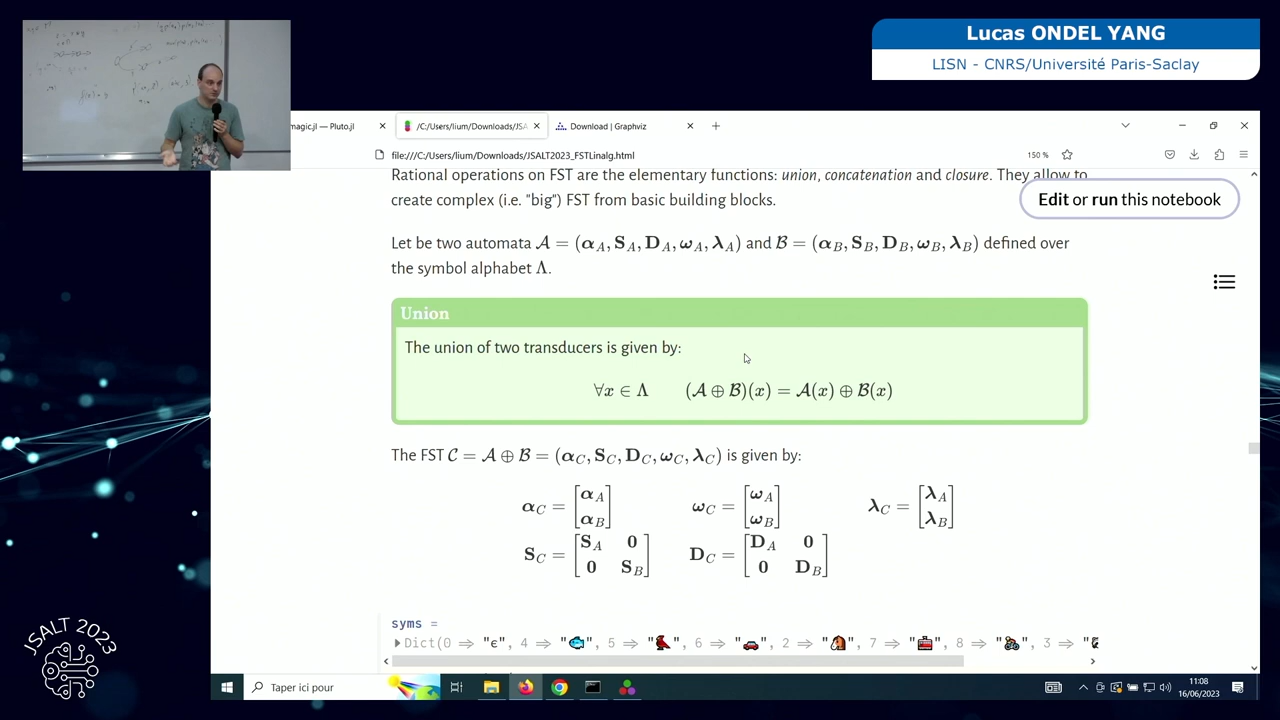 Lucas ONDEL YANG
LISN - CNRS/Université Paris-Saclay
magic.jl — Pluto.jl
/C:/Users/lium/Downloads/JSA
Download | Graphviz
file:///C:/Users/lium/Downloads/JSALT2023_FSTLinalg.html
150 %
Rational operations on FST are the elementary functions: union, concatenation and closure. They allow to
create complex (i.e. "big") FST from basic building blocks.
Edit or run this notebook
Let be two automata 𝒜 = (α_A, S_A, D_A, ω_A, λ_A) and ℬ = (α_B, S_B, D_B, ω_B, λ_B) defined over
the symbol alphabet Λ.
Union
The union of two transducers is given by:
∀x ∈ Λ (𝒜 ⊕ ℬ)(x) = 𝒜(x) ⊕ ℬ(x)
The FST 𝒞 = 𝒜 ⊕ ℬ = (α_C, S_C, D_C, ω_C, λ_C) is given by:
α_C = [α_A α_B] ω_C = [ω_A ω_B] λ_C = [λ_A λ_B]
S_C = [S_A 0 0 S_B] D_C = [D_A 0 0 D_B]
syms =
Dict(0 ⇒ "ϵ", 4 ⇒ "🐟", 5 ⇒ "🐦", 6 ⇒ "🚗", 2 ⇒ "🐶", 7 ⇒ "🚋", 8 ⇒ "🚲", 3 ⇒ "
JSALT 2023
Taper ici pour
11:08
16/06/2023